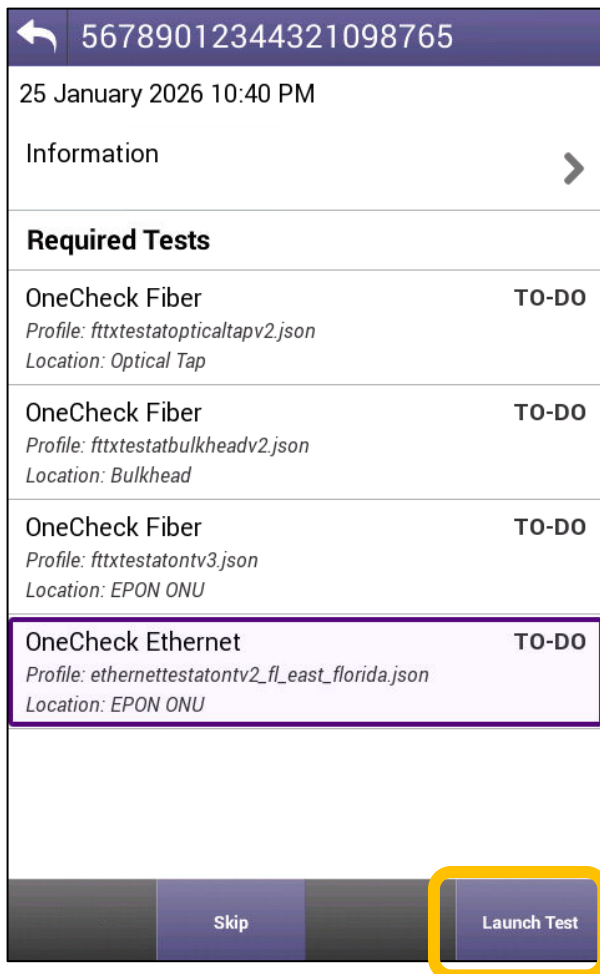 56789012344321098765
25 January 2026 10:40 PM
Information
Required Tests
OneCheck Fiber TO-DO
Profile: fttxtestatopticaltapv2.json
Location: Optical Tap
OneCheck Fiber TO-DO
Profile: fttxtestatbulkheadv2.json
Location: Bulkhead
OneCheck Fiber TO-DO
Profile: fttxtestatontv3.json
Location: EPON ONU
OneCheck Ethernet TO-DO
Profile: ethernettestatontv2_fl_east_florida.json
Location: EPON ONU
Skip Launch Test